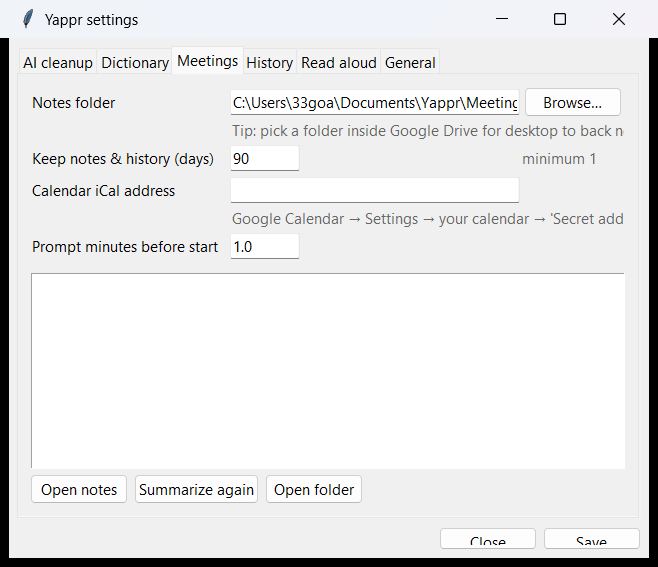 Yappr settings
AI cleanup Dictionary Meetings History Read aloud General
Notes folder C:\Users\33goa\Documents\Yappr\Meeting Browse...
Tip: pick a folder inside Google Drive for desktop to back
Keep notes & history (days) 90 minimum 1
Calendar iCal address
Google Calendar → Settings → your calendar → 'Secret add
Prompt minutes before start 1.0
Open notes Summarize again Open folder
Close Save